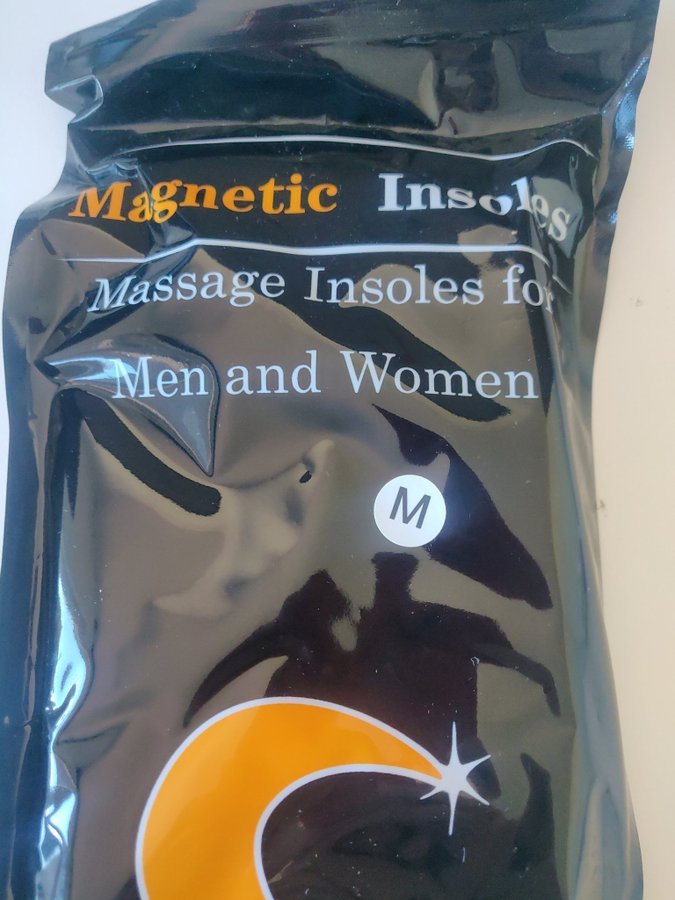 Magnetic Insoles
Massage Insoles for
Men and Women
M